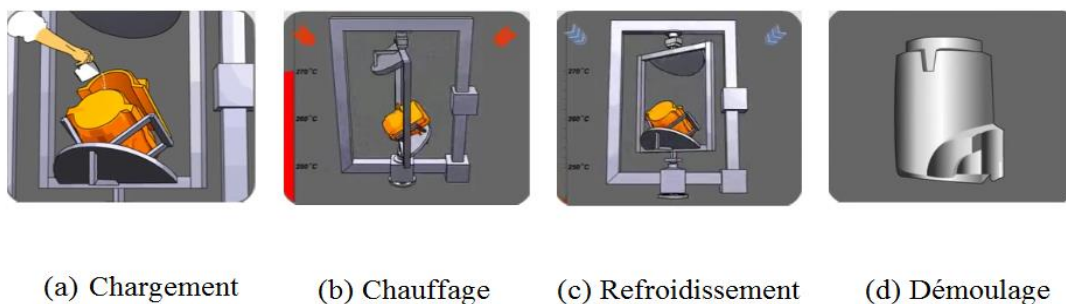 270°C
260°C
250°C
270°C
260°C
250°C
(a) Chargement
(b) Chauffage
(c) Refroidissement
(d) Démoulage